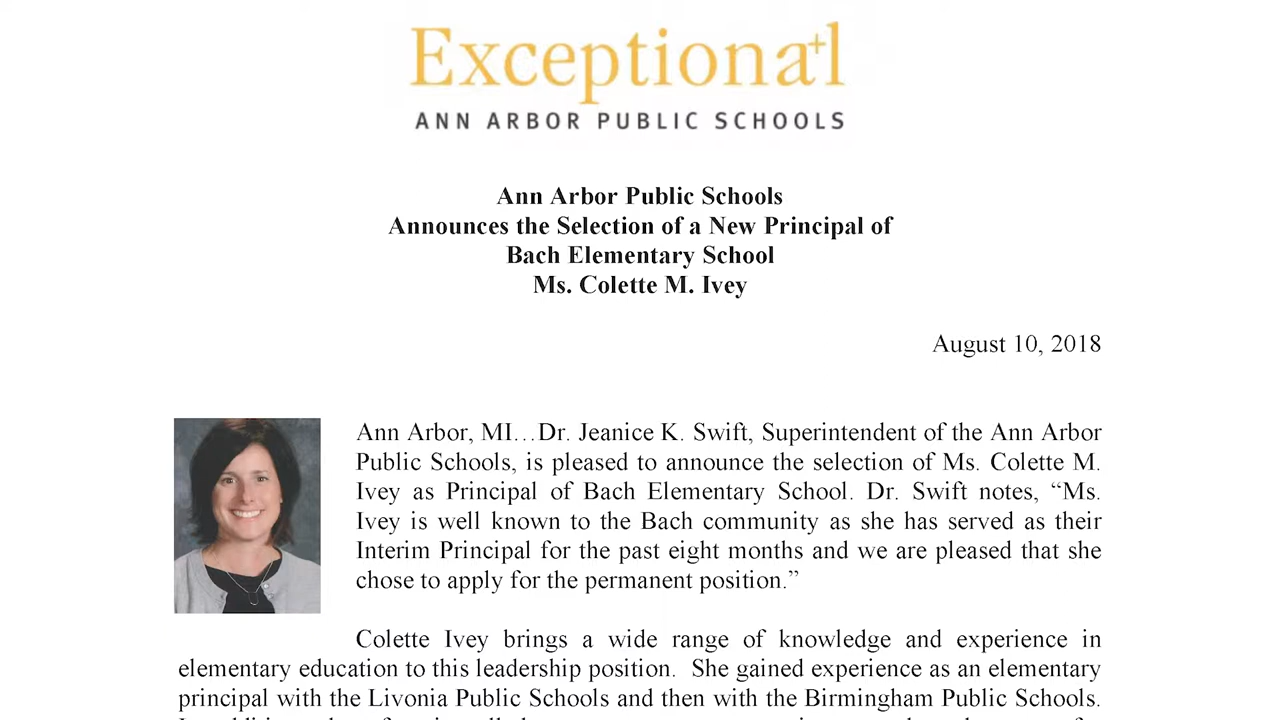 Exceptional
ANN ARBOR PUBLIC SCHOOLS
Ann Arbor Public Schools
Announces the Selection of a New Principal of
Bach Elementary School
Ms. Colette M. Ivey
August 10, 2018
Ann Arbor, MI…Dr. Jeanice K. Swift, Superintendent of the Ann Arbor
Public Schools, is pleased to announce the selection of Ms. Colette M.
Ivey as Principal of Bach Elementary School. Dr. Swift notes, “Ms.
Ivey is well known to the Bach community as she has served as their
Interim Principal for the past eight months and we are pleased that she
chose to apply for the permanent position.”
Colette Ivey brings a wide range of knowledge and experience in
elementary education to this leadership position. She gained experience as an elementary
principal with the Livonia Public Schools and then with the Birmingham Public Schools.